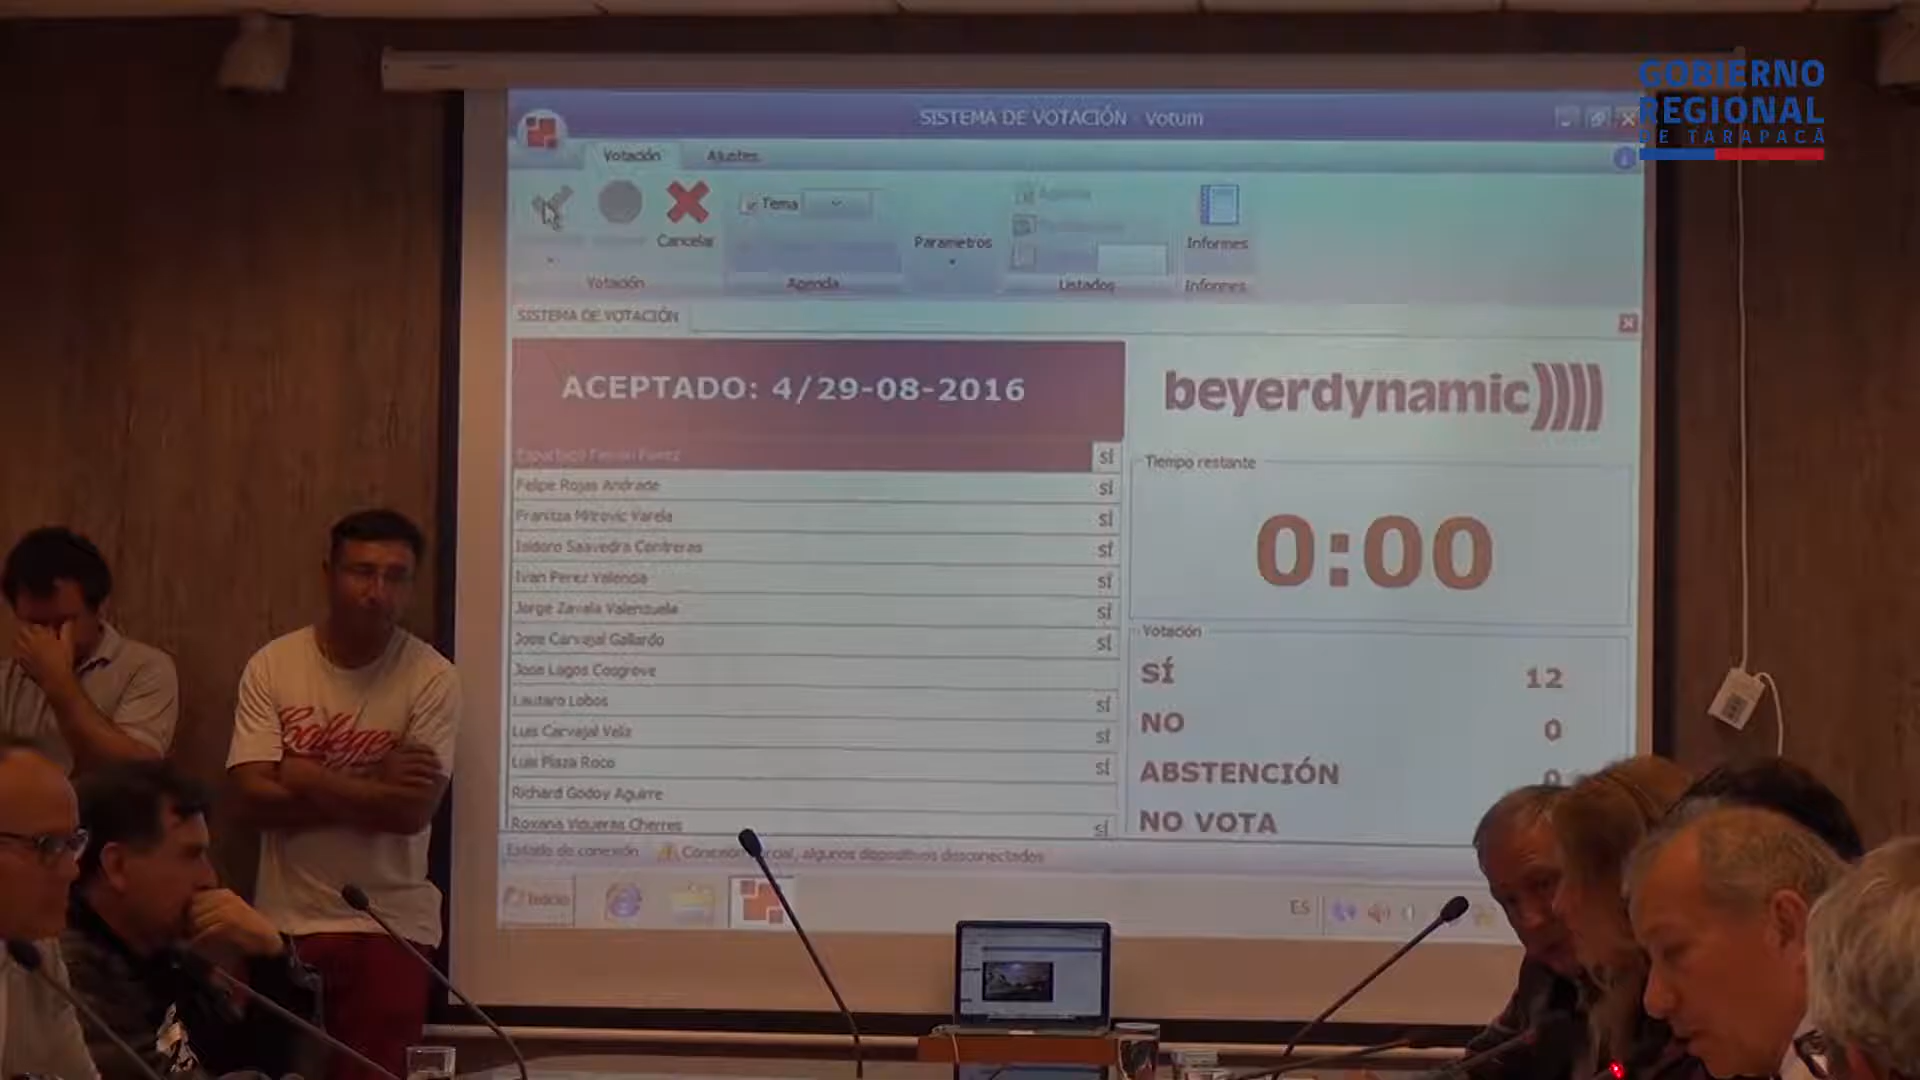 GOBIERNO
REGIONAL
DE TARAPACÁ
SISTEMA DE VOTACIÓN - Votum
Votación
Ajustes
Cancelar
Tema
Parametros
Informes
Votación
Agenda
Listados
Informes
SISTEMA DE VOTACIÓN
ACEPTADO: 4/29-08-2016
sí
Felipe Rojas Andrade sí
Franitza Mitrovic Varela sí
Isidoro Saavedra Contreras sí
Ivan Perez Valencia sí
Jorge Zavala Valenzuela sí
Jose Carvajal Gallardo sí
Jose Lagos Cosgrove
Lautaro Lobos sí
Luis Carvajal Veliz sí
Luis Plaza Roco sí
Richard Godoy Aguirre
Roxana Vigueras Cherres sí
beyerdynamic
Tiempo restante
0:00
Votación
SÍ 12
NO 0
ABSTENCIÓN 0
NO VOTA
Estado de conexión
algunos dispositivos desconectados
Inicio
ES
College